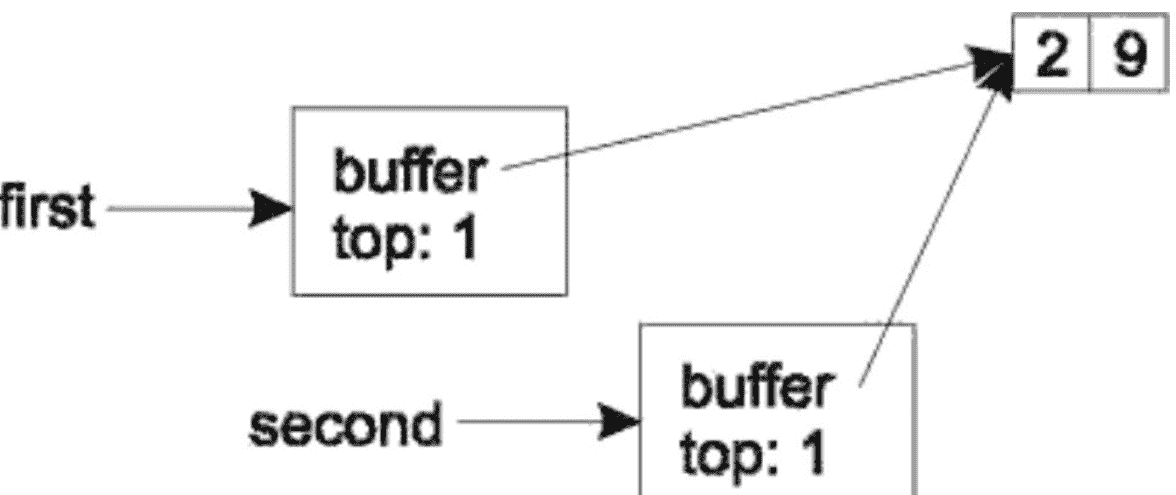 2 9
buffer
first
top: 1
buffer
second
top: 1